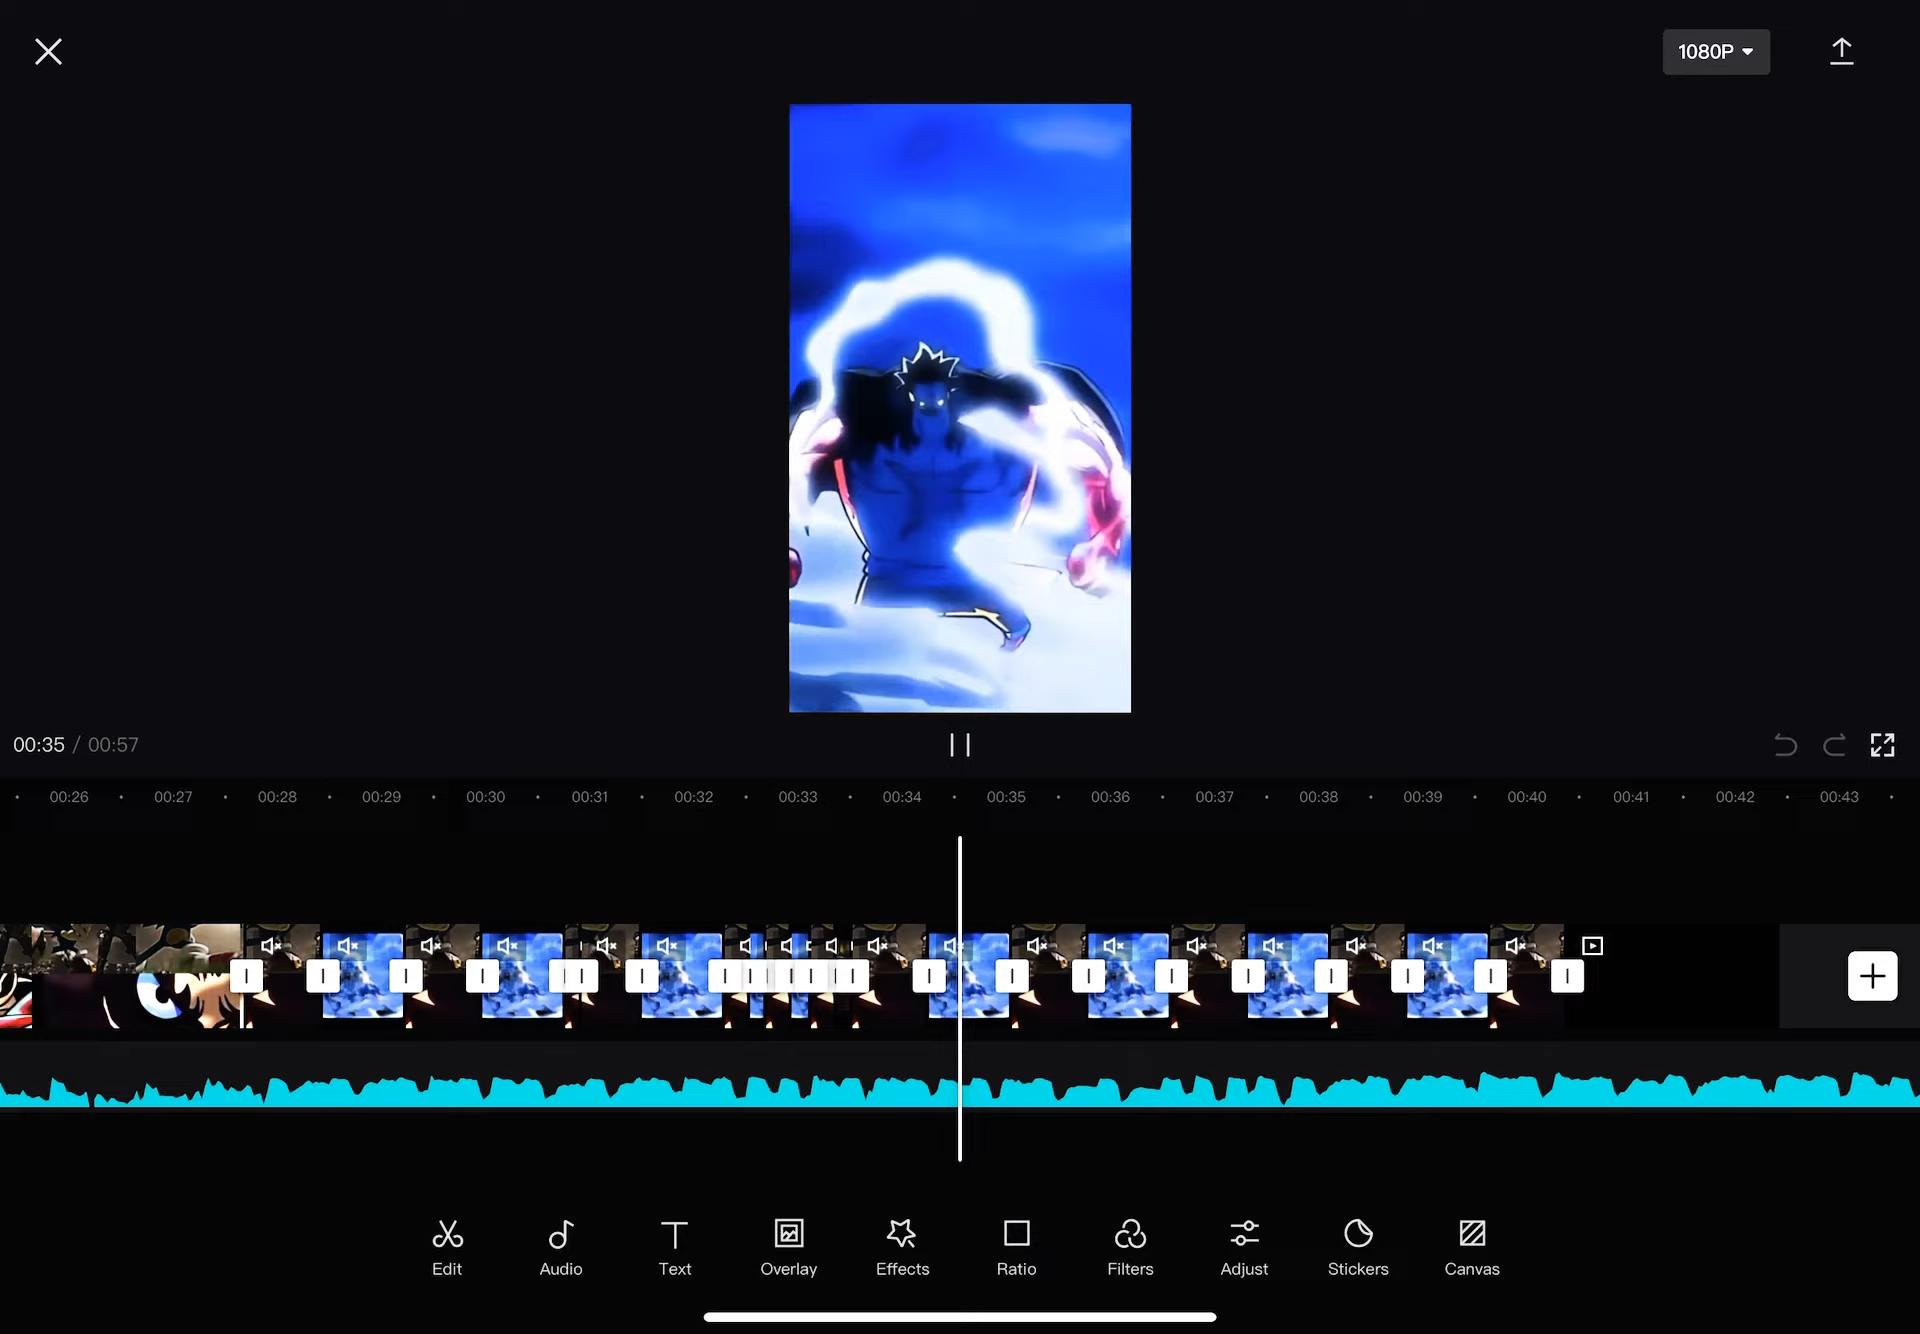 1080P
00:35 / 00:57
00:26 00:27 00:28 00:29 00:30 00:31 00:32 00:33 00:34 00:35 00:36 00:37 00:38 00:39 00:40 00:41 00:42 00:43
Edit Audio Text Overlay Effects Ratio Filters Adjust Stickers Canvas